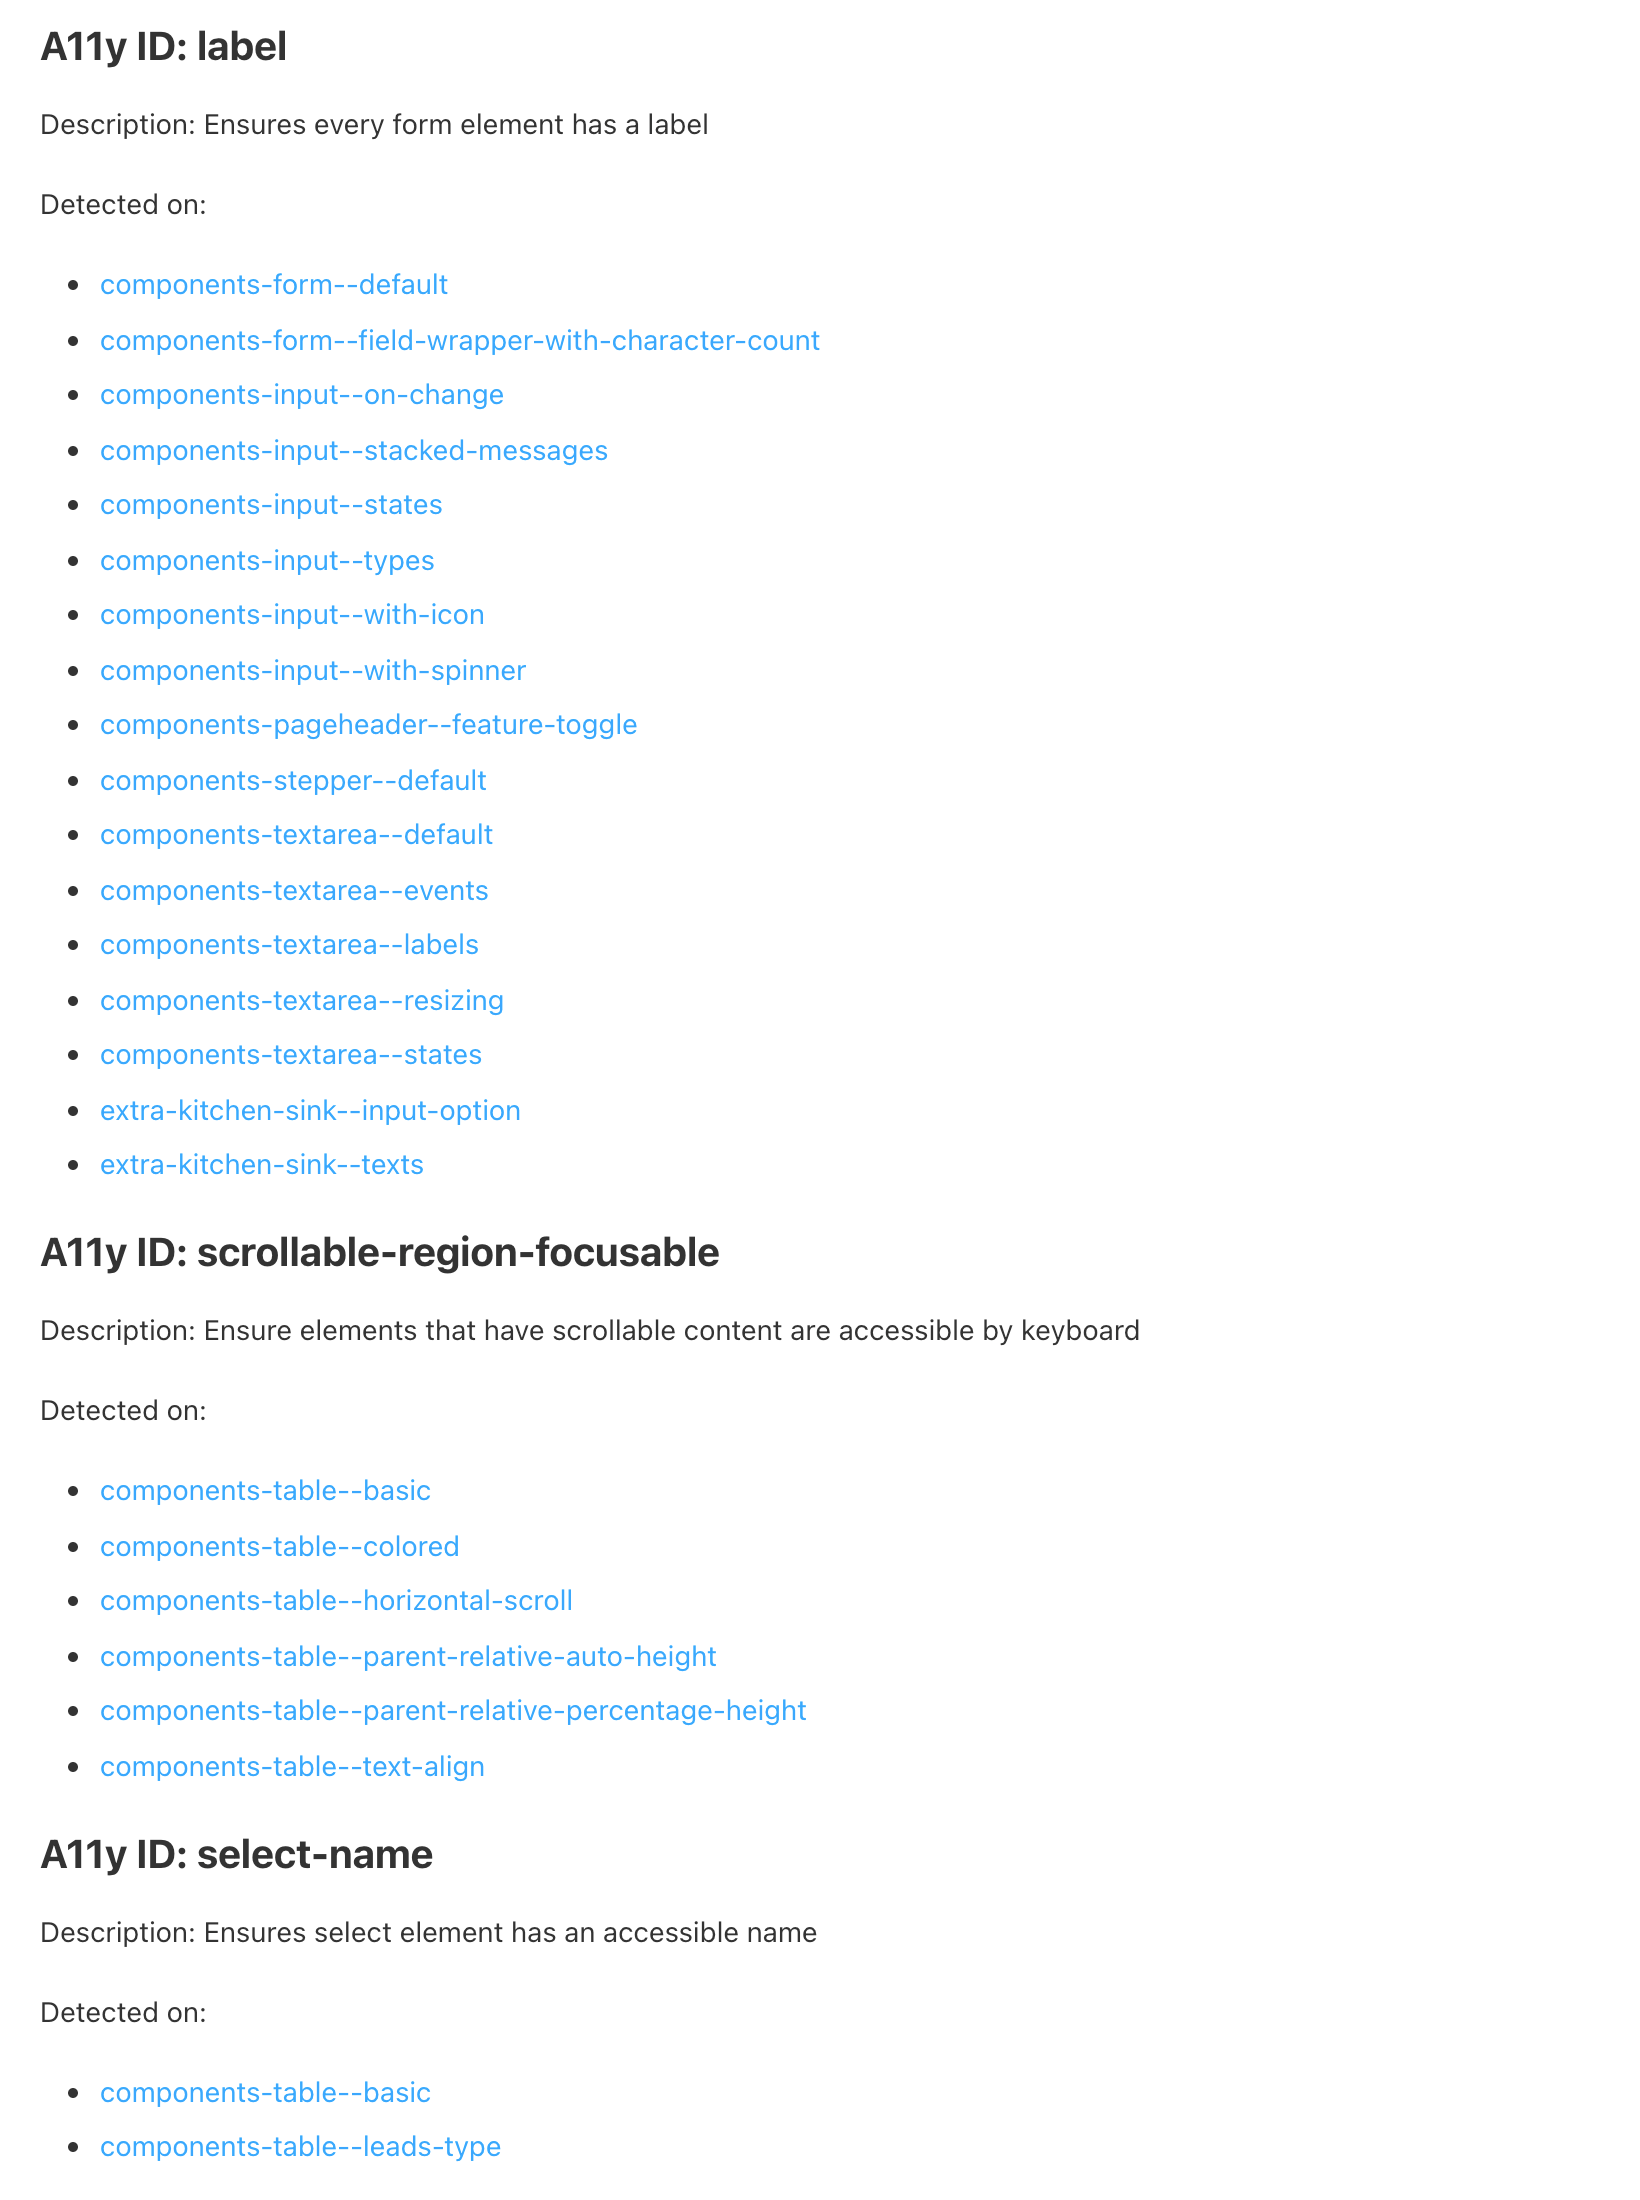 A11y ID: label
Description: Ensures every form element has a label
Detected on:
components-form--default
components-form--field-wrapper-with-character-count
components-input--on-change
components-input--stacked-messages
components-input--states
components-input--types
components-input--with-icon
components-input--with-spinner
components-pageheader--feature-toggle
components-stepper--default
components-textarea--default
components-textarea--events
components-textarea--labels
components-textarea--resizing
components-textarea--states
extra-kitchen-sink--input-option
extra-kitchen-sink--texts
A11y ID: scrollable-region-focusable
Description: Ensure elements that have scrollable content are accessible by keyboard
Detected on:
components-table--basic
components-table--colored
components-table--horizontal-scroll
components-table--parent-relative-auto-height
components-table--parent-relative-percentage-height
components-table--text-align
A11y ID: select-name
Description: Ensures select element has an accessible name
Detected on:
components-table--basic
components-table--leads-type